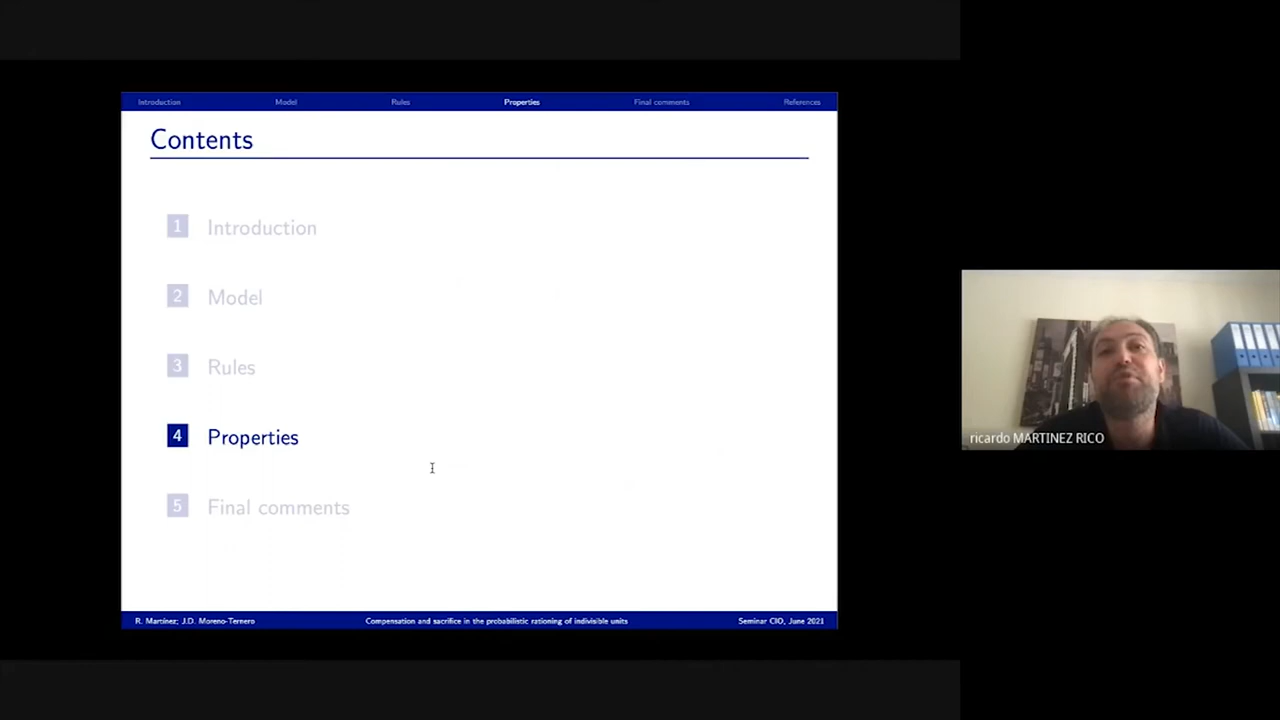 Introduction Model Rules Properties Final comments References
Contents
1 Introduction
2 Model
3 Rules
4 Properties
5 Final comments
R. Martínez; J.D. Moreno-Ternero Compensation and sacrifice in the probabilistic rationing of indivisible units Seminar CIO, June 2021
ricardo MARTINEZ RICO